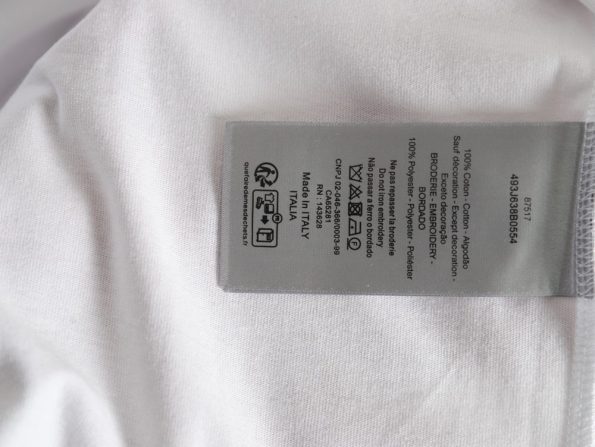 87517
493J638B0554
100% Coton - Cotton - Algodão
Sauf décoration - Except decoration -
Exceto decoração
BRODERIE - EMBROIDERY -
BORDADO
100% Polyester - Polyester - Poliéster
Ne pas repasser la broderie
Do not iron embroidery
Não passar a ferro o bordado
CNPJ 02-046-366/0003-99
CA65281
RN : 143628
Made In ITALY
ITALIA
quefairedemesdechets.fr